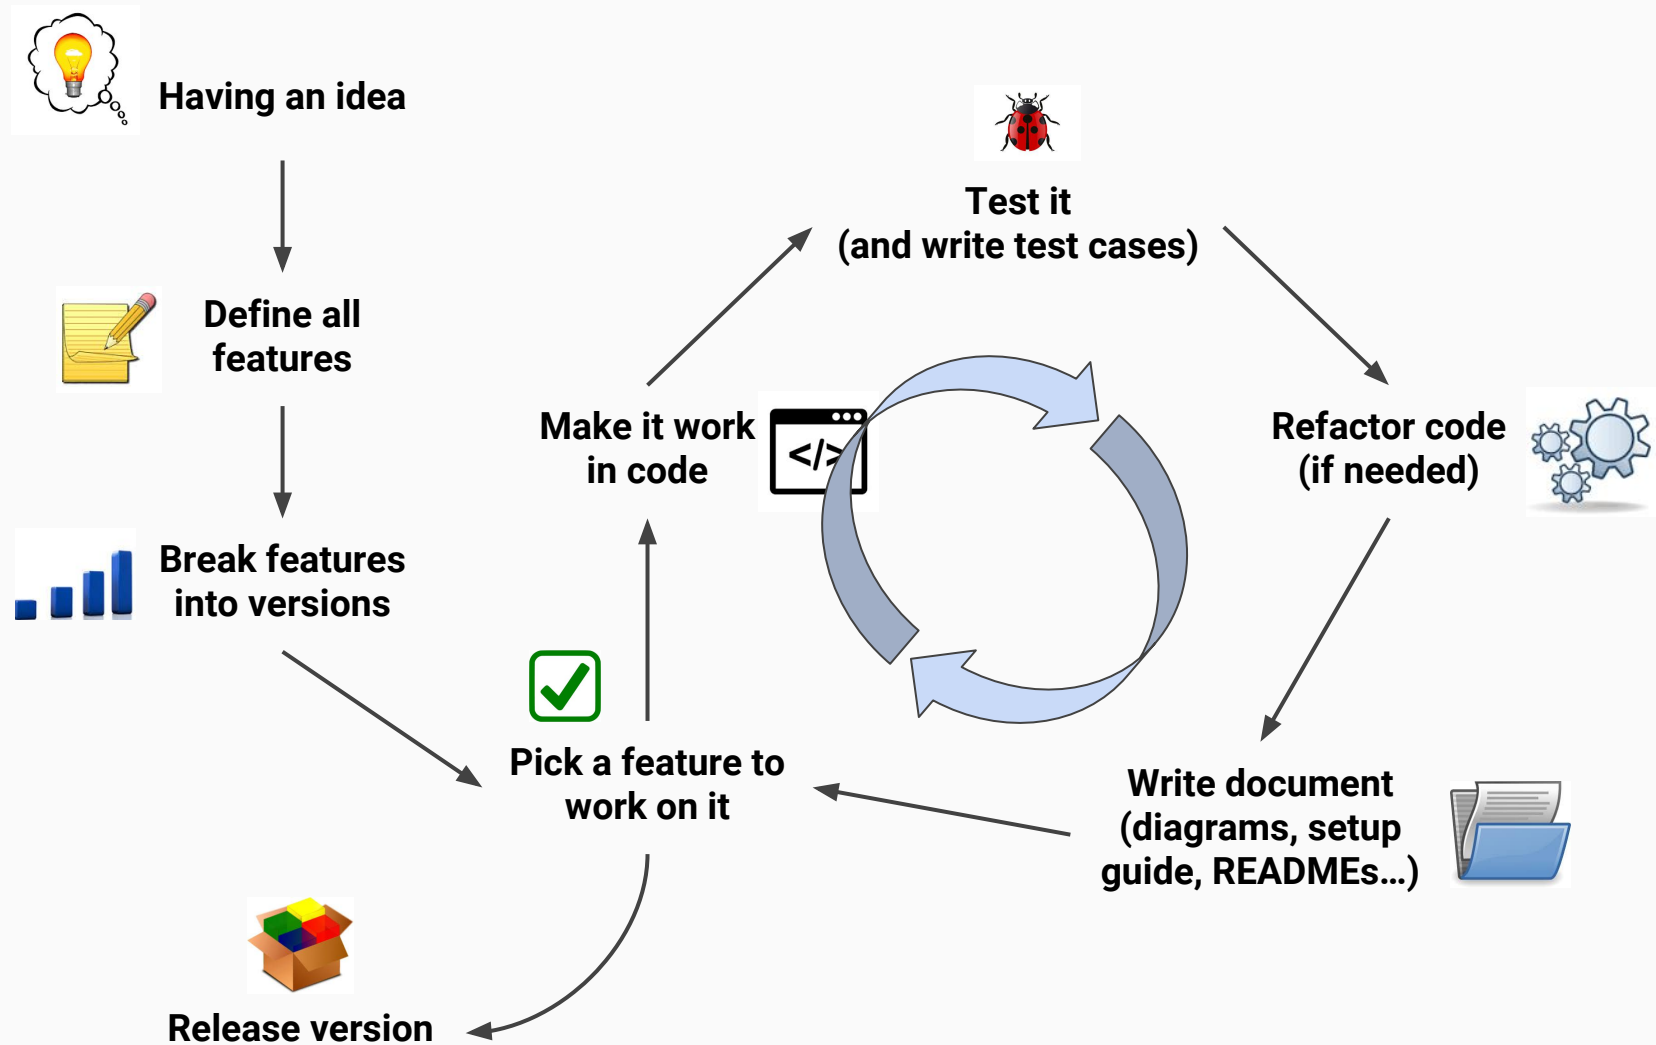 Having an idea
Define all
features
Break features
into versions
Pick a feature to
work on it
Make it work
in code
</>
Test it
(and write test cases)
Refactor code
(if needed)
Write document
(diagrams, setup
guide, READMEs...)
Release version